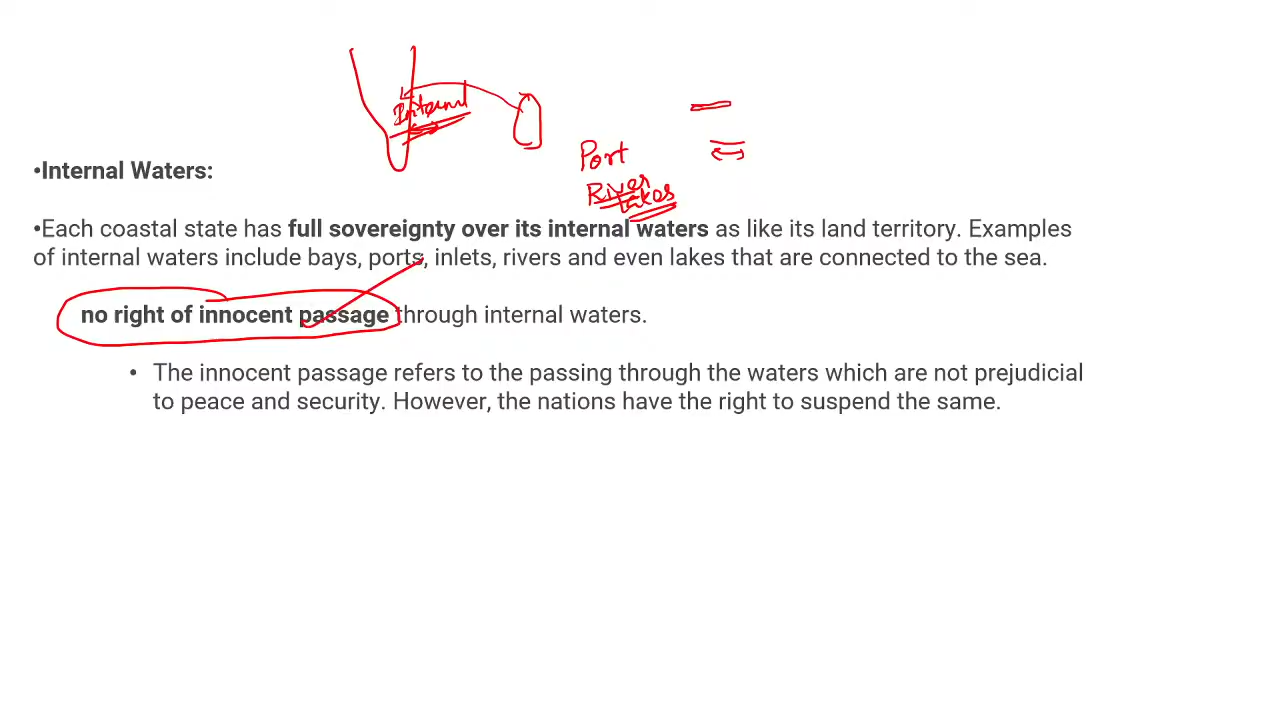 Internal
Port
River
Lakes
•Internal Waters:
•Each coastal state has full sovereignty over its internal waters as like its land territory. Examples
of internal waters include bays, ports, inlets, rivers and even lakes that are connected to the sea.
no right of innocent passage through internal waters.
• The innocent passage refers to the passing through the waters which are not prejudicial
to peace and security. However, the nations have the right to suspend the same.